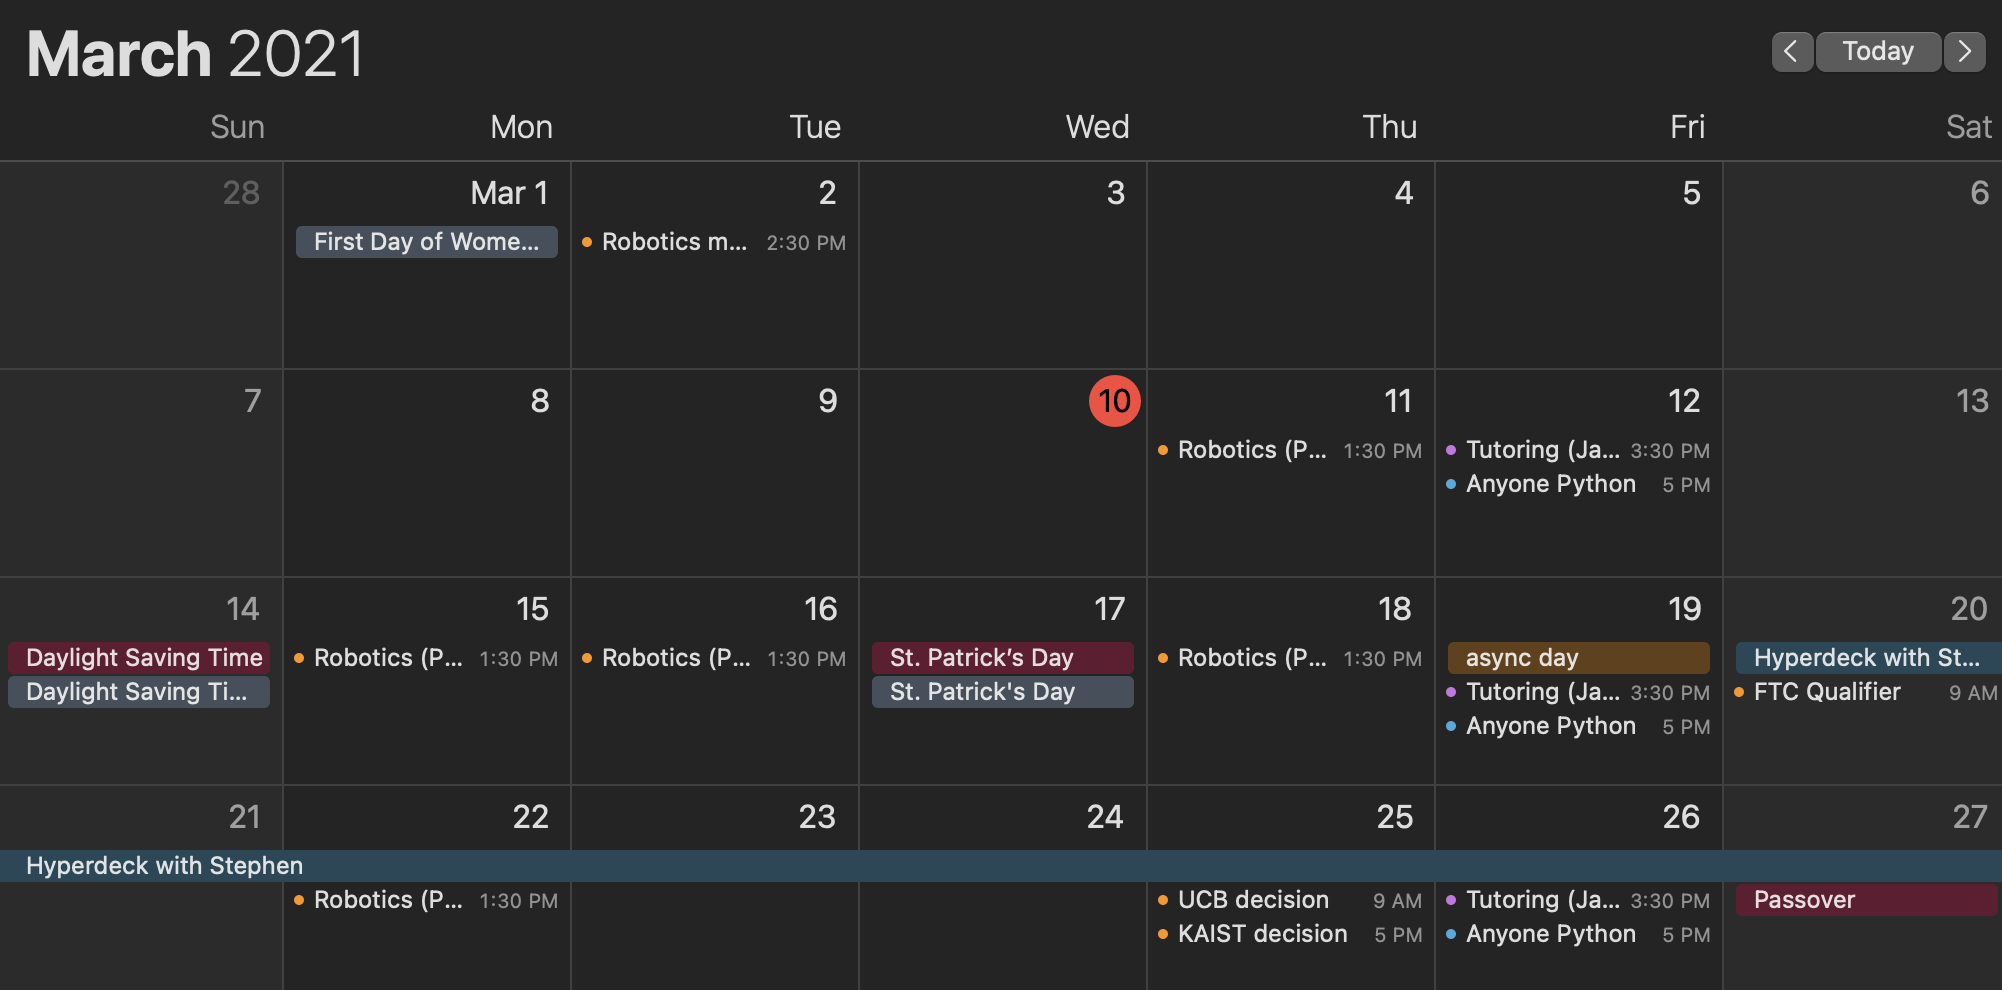 March 2021
Today
Sun Mon Tue Wed Thu Fri Sat
28 Mar 1 2 3 4 5 6
First Day of Wome... Robotics m... 2:30 PM
7 8 9 10 11 12 13
Robotics (P... 1:30 PM Tutoring (Ja... 3:30 PM
Anyone Python 5 PM
14 15 16 17 18 19 20
Daylight Saving Time Robotics (P... 1:30 PM Robotics (P... 1:30 PM St. Patrick’s Day Robotics (P... 1:30 PM async day Hyperdeck with St...
Daylight Saving Ti... St. Patrick's Day Tutoring (Ja... 3:30 PM FTC Qualifier 9 AM
Anyone Python 5 PM
21 22 23 24 25 26 27
Hyperdeck with Stephen
Robotics (P... 1:30 PM UCB decision 9 AM Tutoring (Ja... 3:30 PM Passover
KAIST decision 5 PM Anyone Python 5 PM